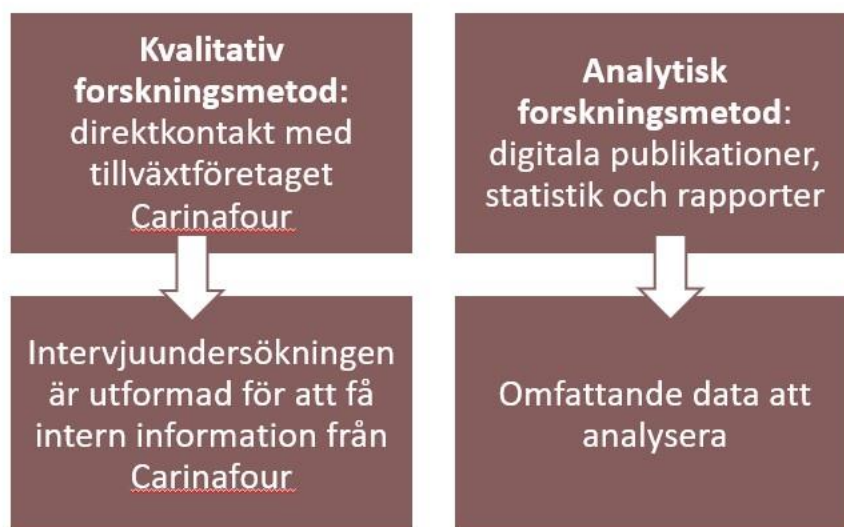 Kvalitativ
forskningsmetod:
direktkontakt med
tillväxtföretaget
Carinafour
Intervjuundersökningen
är utformad för att få
intern information från
Carinafour
Analytisk
forskningsmetod:
digitala publikationer,
statistik och rapporter
Omfattande data att
analysera